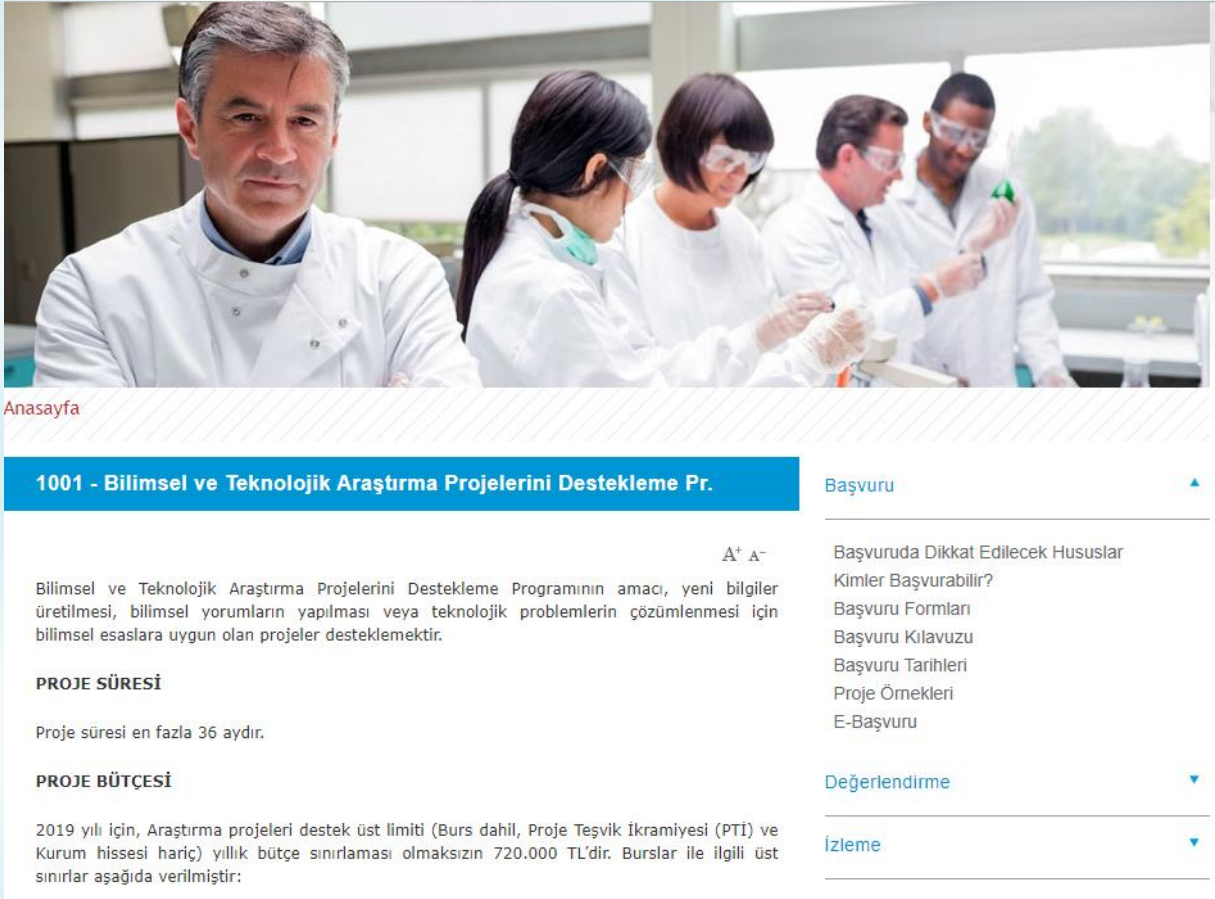 Anasayfa
1001 - Bilimsel ve Teknolojik Araştırma Projelerini Destekleme Pr.
A⁺ A⁻
Bilimsel ve Teknolojik Araştırma Projelerini Destekleme Programının amacı, yeni bilgiler
üretilmesi, bilimsel yorumların yapılması veya teknolojik problemlerin çözümlenmesi için
bilimsel esaslara uygun olan projeler desteklemektir.
PROJE SÜRESİ
Proje süresi en fazla 36 aydır.
PROJE BÜTÇESİ
2019 yılı için, Araştırma projeleri destek üst limiti (Burs dahil, Proje Teşvik İkramiyesi (PTİ) ve
Kurum hissesi hariç) yıllık bütçe sınırlaması olmaksızın 720.000 TL’dir. Burslar ile ilgili üst
sınırlar aşağıda verilmiştir:
Başvuru
Başvuruda Dikkat Edilecek Hususlar
Kimler Başvurabilir?
Başvuru Formları
Başvuru Kılavuzu
Başvuru Tarihleri
Proje Örnekleri
E-Başvuru
Değerlendirme
İzleme